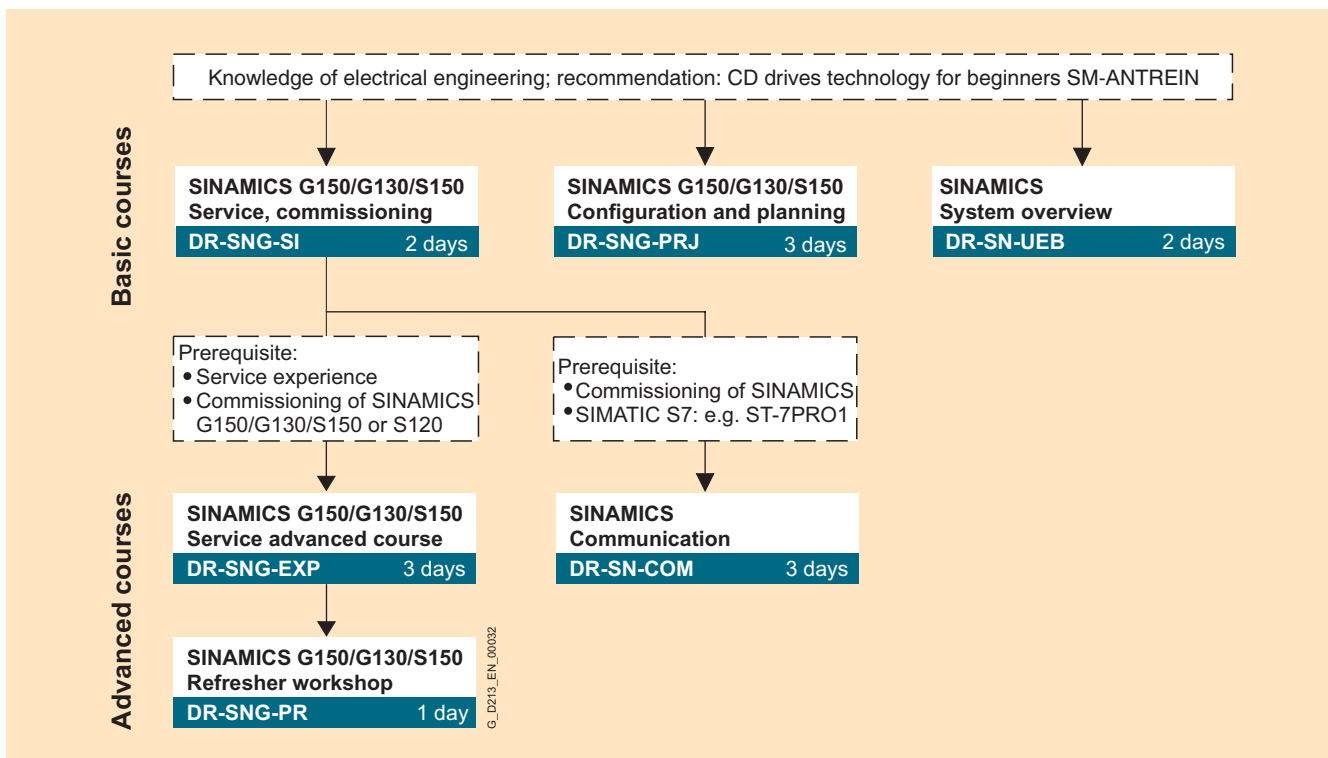 Knowledge of electrical engineering; recommendation: CD drives technology for beginners SM-ANTREIN
Basic courses
SINAMICS G150/G130/S150
Service, commissioning
DR-SNG-SI 2 days
SINAMICS G150/G130/S150
Configuration and planning
DR-SNG-PRJ 3 days
SINAMICS
System overview
DR-SN-UEB 2 days
Prerequisite:
• Service experience
• Commissioning of SINAMICS
G150/G130/S150 or S120
Prerequisite:
• Commissioning of SINAMICS
• SIMATIC S7: e.g. ST-7PRO1
Advanced courses
SINAMICS G150/G130/S150
Service advanced course
DR-SNG-EXP 3 days
SINAMICS
Communication
DR-SN-COM 3 days
SINAMICS G150/G130/S150
Refresher workshop
DR-SNG-PR 1 day
G_D213_EN_00032